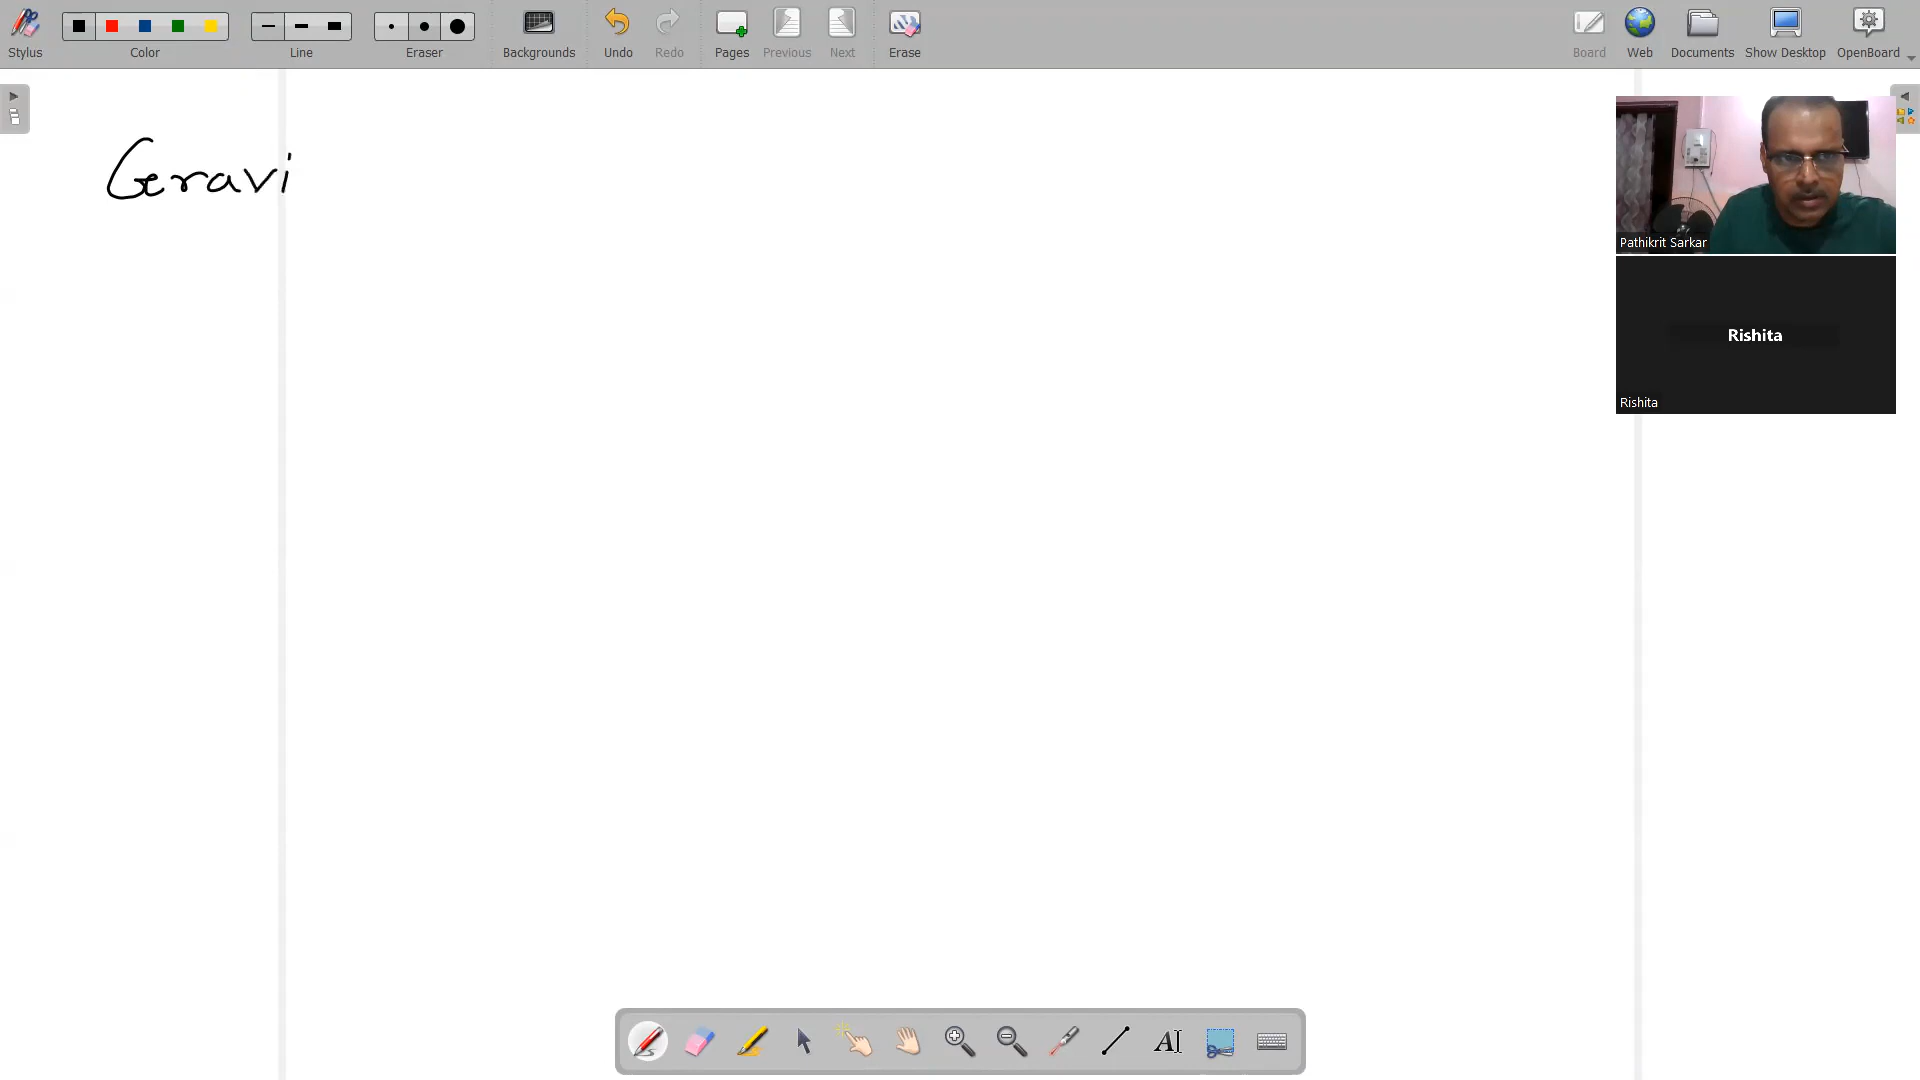 Stylus
Color
Line
Eraser
Backgrounds
Undo
Redo
Pages
Previous
Next
Erase
Board
Web
Documents
Show Desktop
OpenBoard
Geravi
Pathikrit Sarkar
Rishita
Rishita